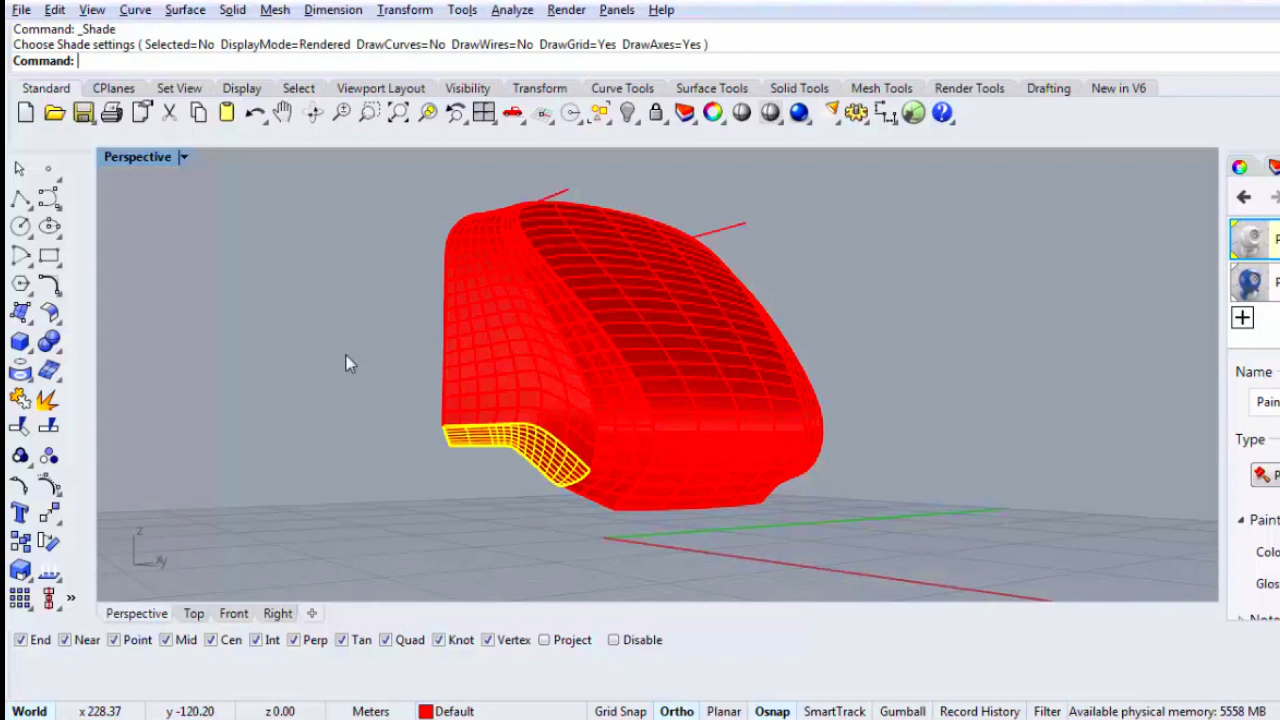 File Edit View Curve Surface Solid Mesh Dimension Transform Tools Analyze Render Panels Help
Command: _Shade
Choose Shade settings ( Selected=No DisplayMode=Rendered DrawCurves=No DrawWires=No DrawGrid=Yes DrawAxes=Yes )
Command:
Standard CPlanes Set View Display Select Viewport Layout Visibility Transform Curve Tools Surface Tools Solid Tools Mesh Tools Render Tools Drafting New in V6
Perspective
P
P
Name
Pain
Type
P
Pain
Colo
Glos
z
xy
Perspective Top Front Right
End Near Point Mid Cen Int Perp Tan Quad Knot Vertex Project Disable
World x 228.37 y -120.20 z 0.00 Meters Default Grid Snap Ortho Planar Osnap SmartTrack Gumball Record History Filter Available physical memory: 5558 MB